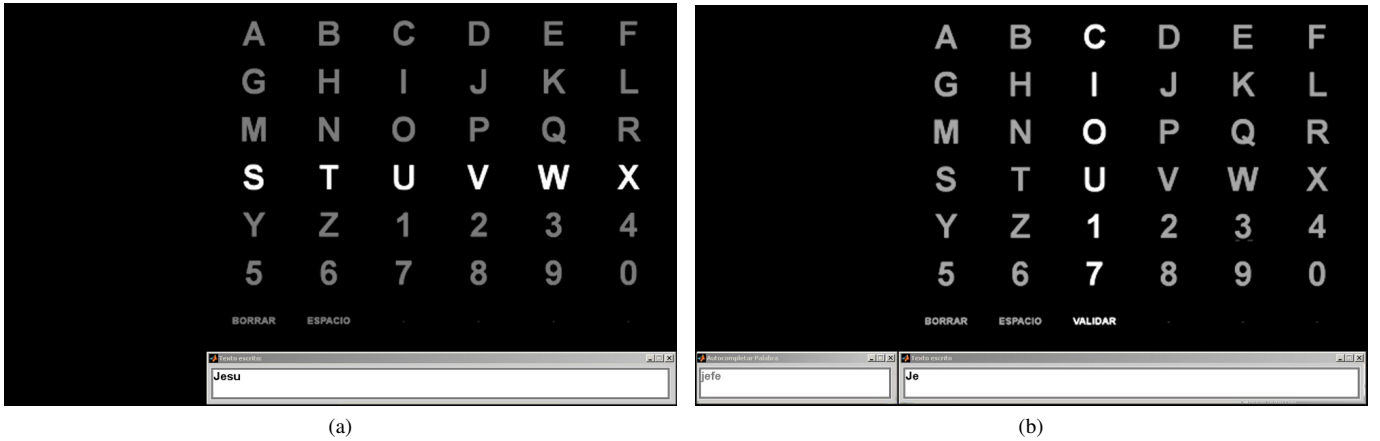 A B C D E F
G H I J K L
M N O P Q R
S T U V W X
Y Z 1 2 3 4
5 6 7 8 9 0
BORRAR ESPACIO . . . .
Texto escrito:
Jesu
(a)
A B C D E F
G H I J K L
M N O P Q R
S T U V W X
Y Z 1 2 3 4
5 6 7 8 9 0
BORRAR ESPACIO VALIDAR . . .
Autocompletar Palabra
jefe
Texto escrito
Je
(b)